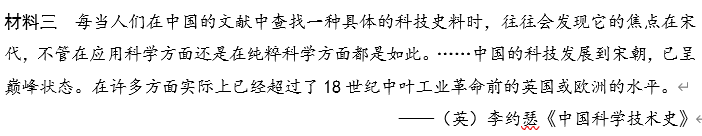 材料三　每当人们在中国的文献中查找一种具体的科技史料时，往往会发现它的焦点在宋
代，不管在应用科学方面还是在纯粹科学方面都是如此。……中国的科技发展到宋朝，已呈
巅峰状态。在许多方面实际上已经超过了 18 世纪中叶工业革命前的英国或欧洲的水平。
——（英）李约瑟《中国科学技术史》